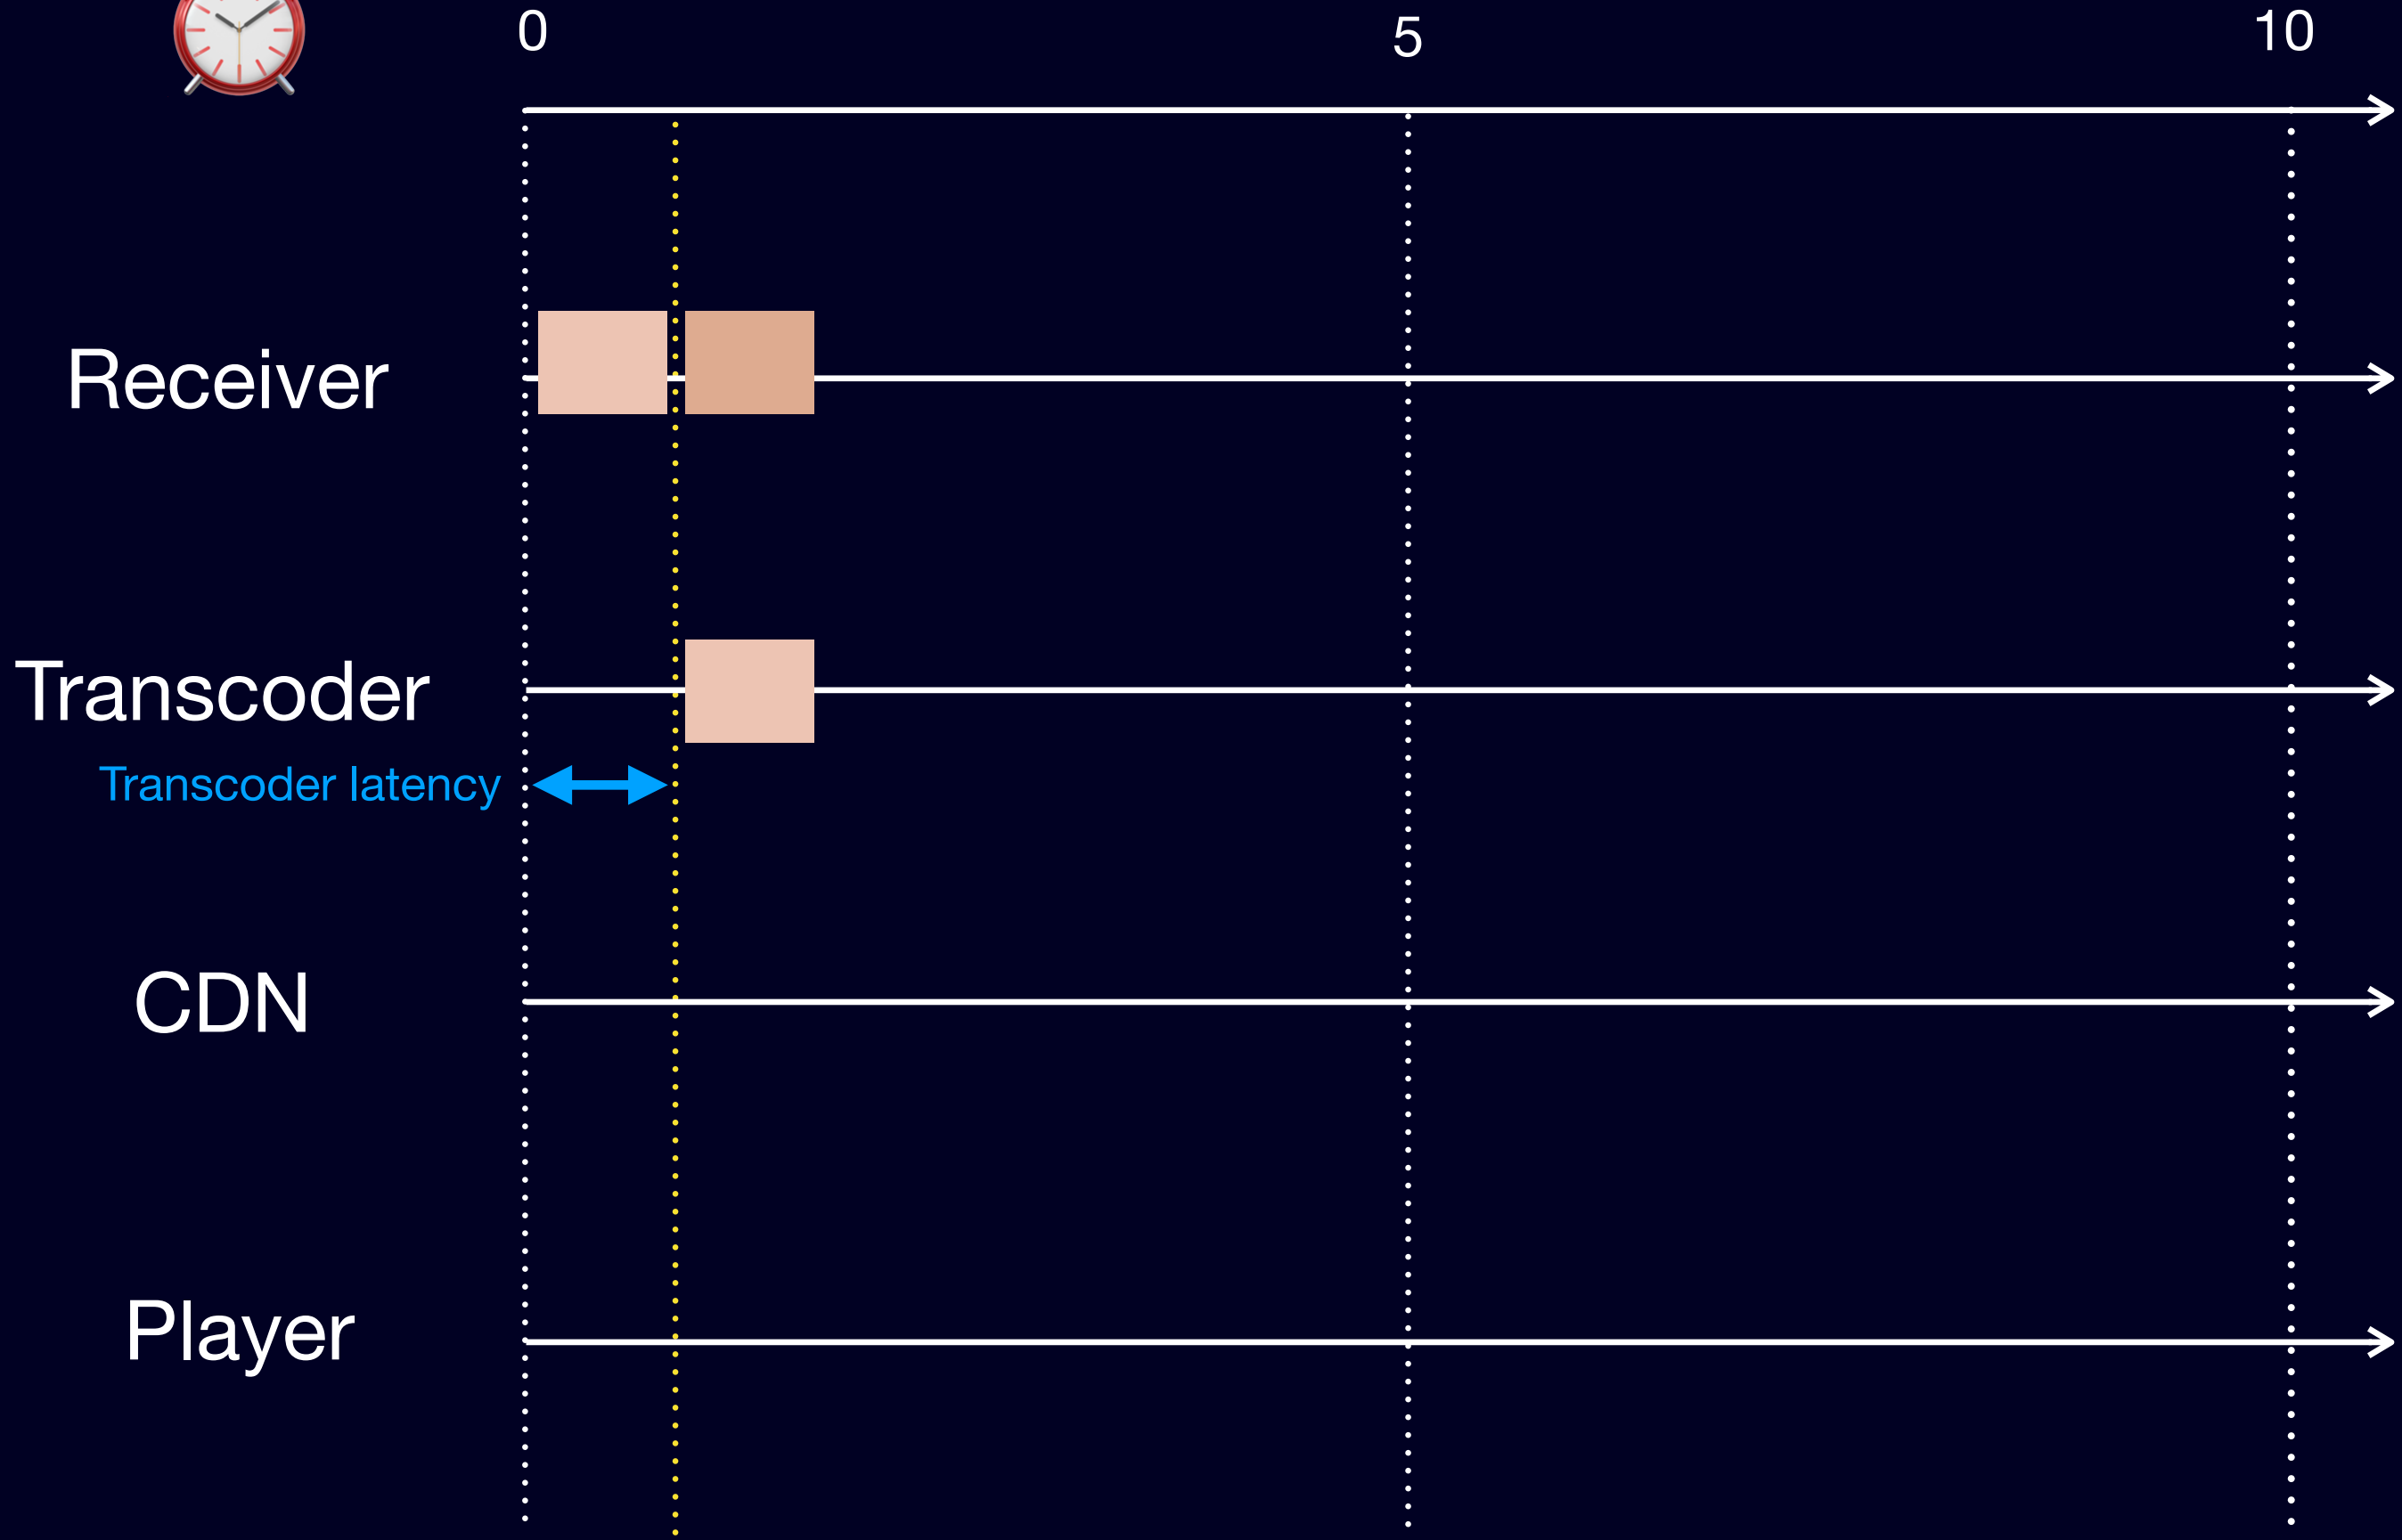 0
5
10
Receiver
Transcoder
Transcoder latency
CDN
Player